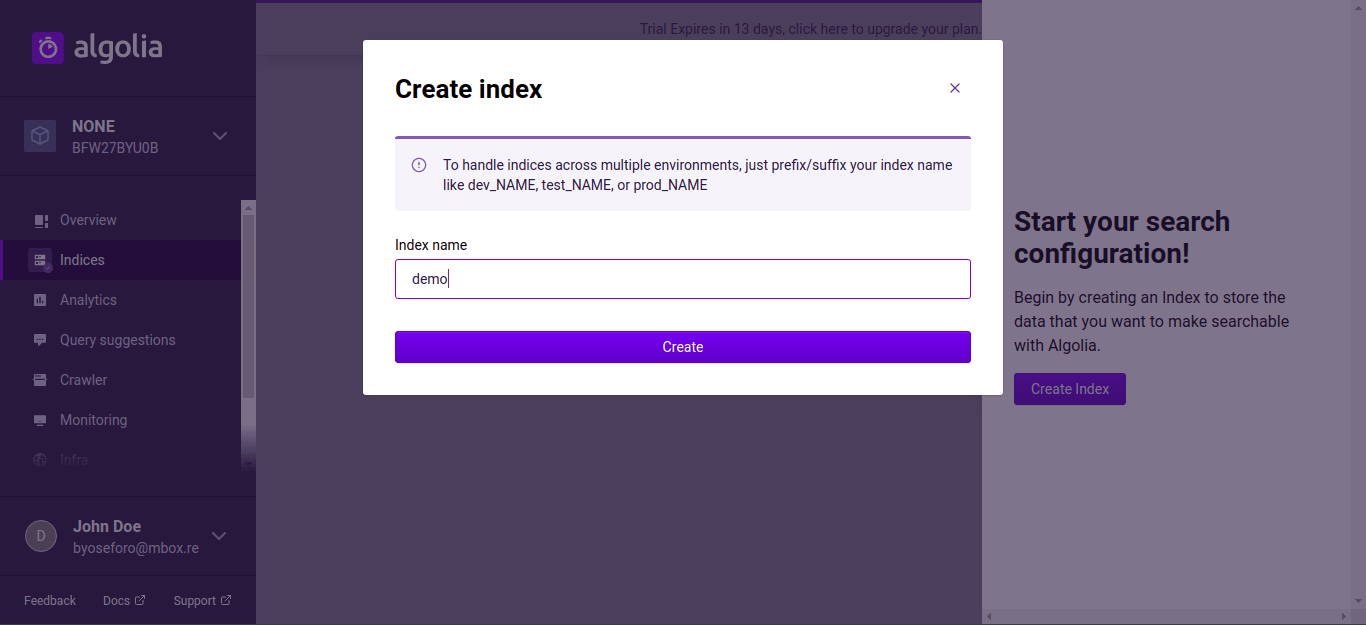 algolia
NONE
BFW27BYU0B
Overview
Indices
Analytics
Query suggestions
Crawler
Monitoring
Infra
D
John Doe
byoseforo@mbox.re
Feedback
Docs
Support
Trial Expires in 13 days, click here to upgrade your plan.
Create index
To handle indices across multiple environments, just prefix/suffix your index name
like dev_NAME, test_NAME, or prod_NAME
Index name
demo
Create
Start your search
configuration!
Begin by creating an Index to store the
data that you want to make searchable
with Algolia.
Create Index